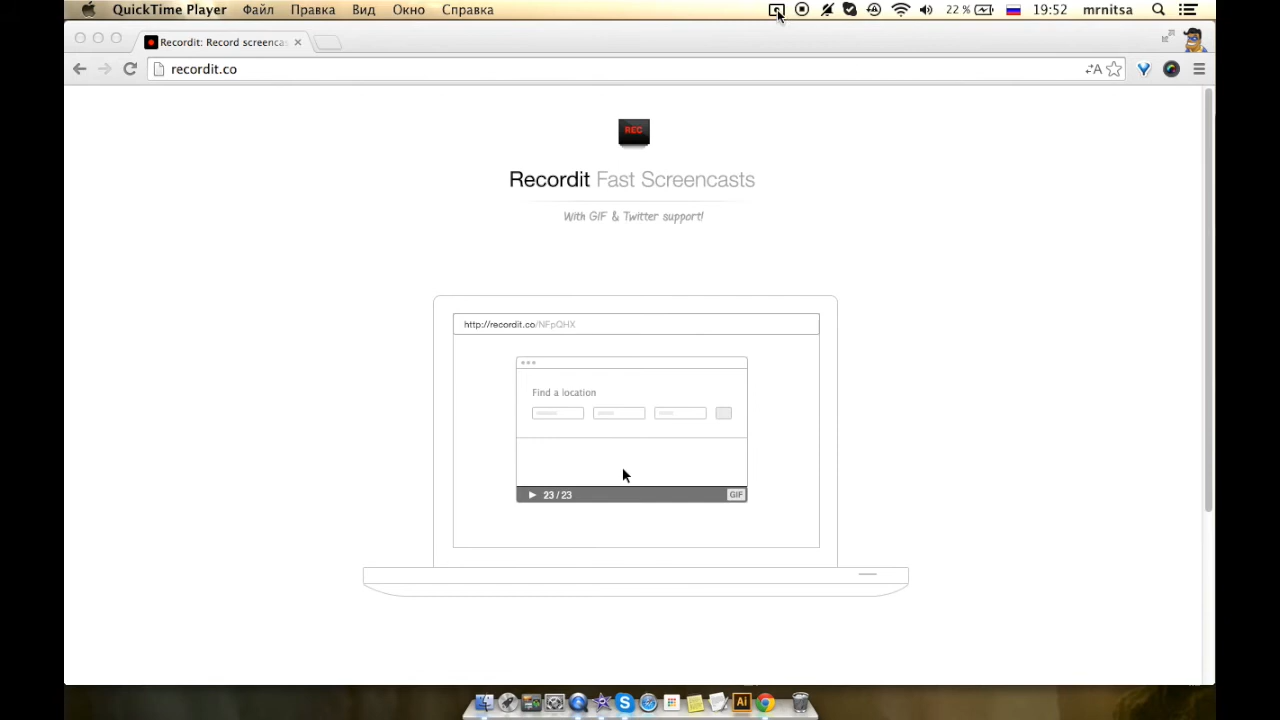 QuickTime Player Файл Правка Вид Окно Справка 22 % 19:52 mrnitsa
Recordit: Record screencas
recordit.co
REC
Recordit Fast Screencasts
With GIF & Twitter support!
http://recordit.co/NFpQHX
Find a location
23 / 23 GIF
Ai